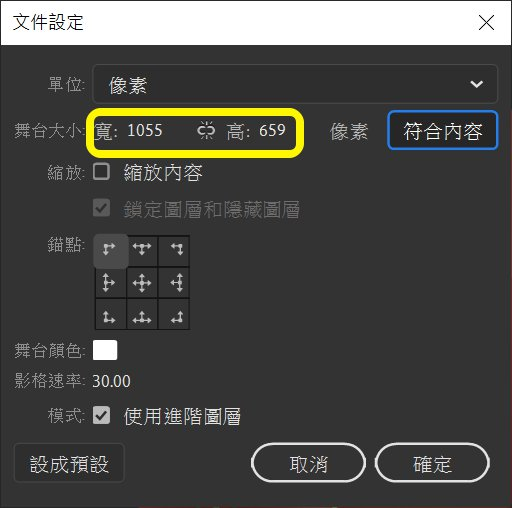 文件設定
單位: 像素
舞台大小: 寬: 1055 高: 659 像素 符合內容
縮放: 縮放內容
鎖定圖層和隱藏圖層
錨點:
舞台顏色:
影格速率: 30.00
模式: 使用進階圖層
設成預設 取消 確定